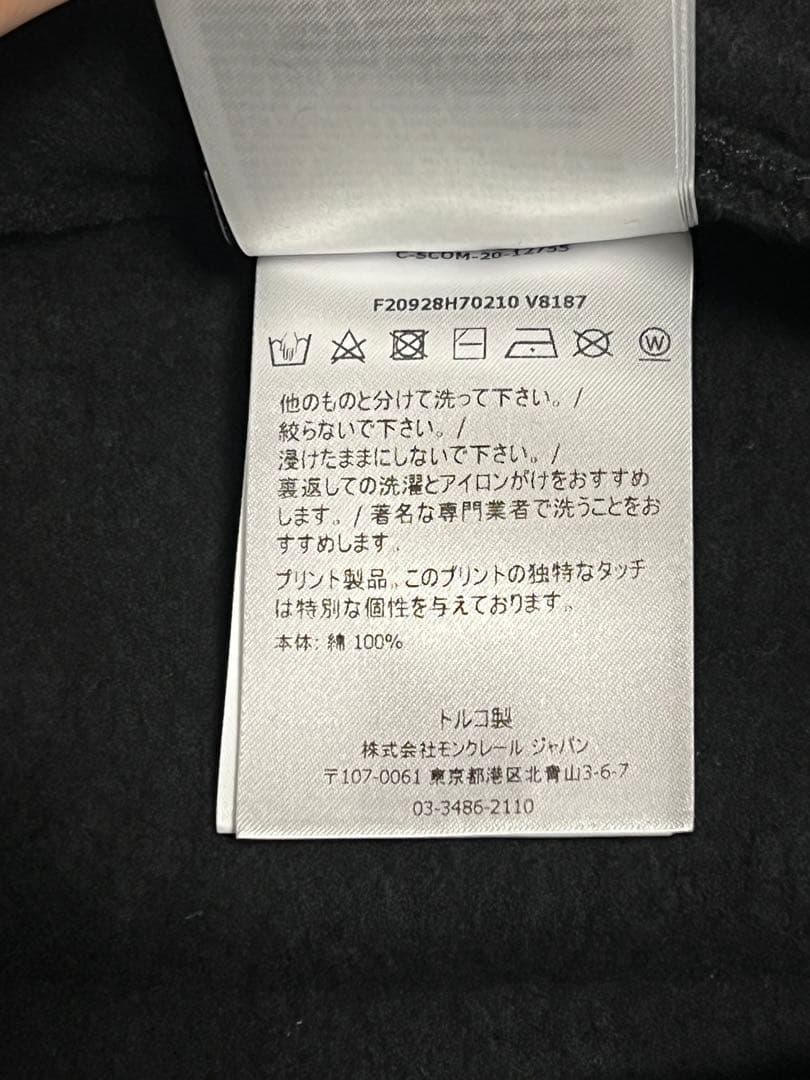 F20928H70210 V8187
W
他のものと分けて洗って下さい。/
絞らないで下さい。/
浸けたままにしないで下さい。/
裏返しての洗濯とアイロンがけをおすすめ
します。/ 著名な専門業者で洗うことをお
すすめします。
プリント製品。このプリントの独特なタッチ
は特別な個性を与えております。
本体: 綿 100%
トルコ製
株式会社モンクレール ジャパン
〒107-0061 東京都港区北青山3-6-7
03-3486-2110